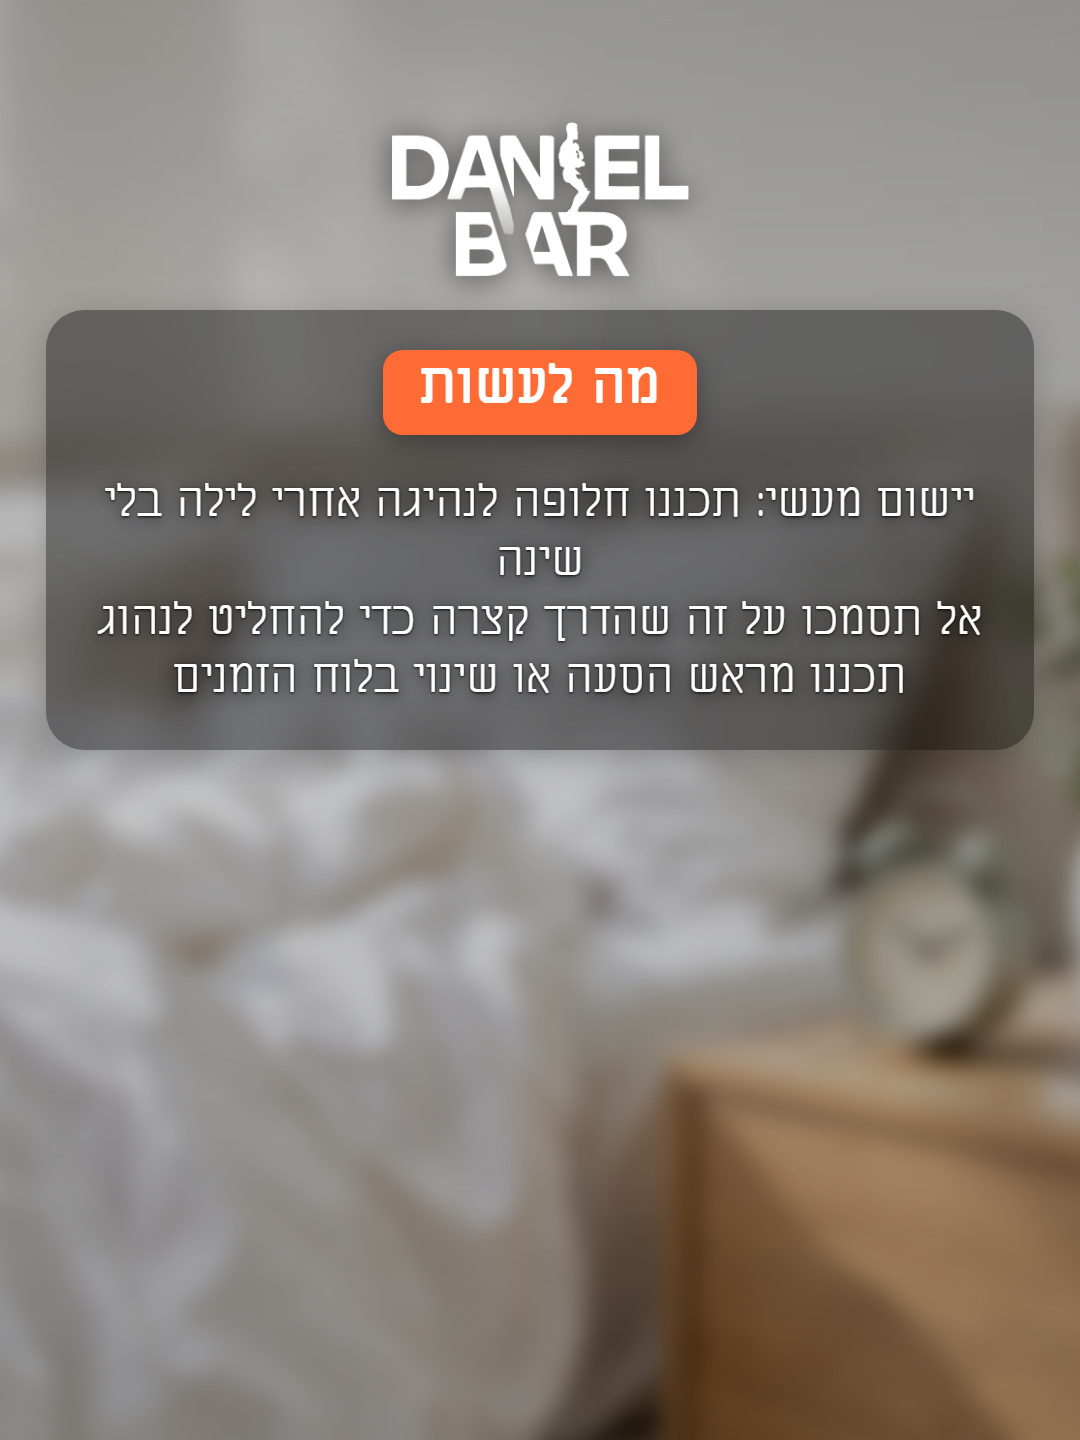 DANIEL
BAR
מה לעשות
יישום מעשי: תכננו חלופה לנהיגה אחרי לילה בלי
שינה
אל תסמכו על זה שהדרך קצרה כדי להחליט לנהוג
תכננו מראש הסעה או שינוי בלוח הזמנים